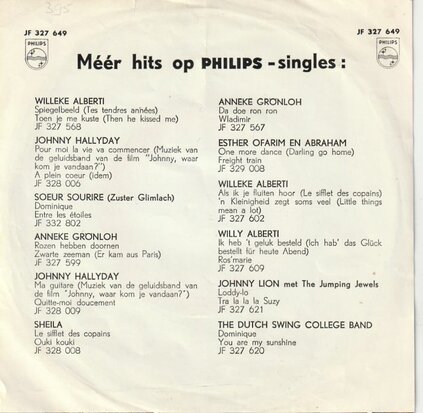 395
JF 327 649
JF 327 649
PHILIPS
PHILIPS
Méér hits op PHILIPS - singles :
WILLEKE ALBERTI
Spiegelbeeld (Tes tendres années)
Toen je me kuste (Then he kissed me)
JF 327 568
JOHNNY HALLYDAY
Pour moi la vie va commencer (Muziek van
de geluidsband van de film "Johnny, waar
kom je vandaan?")
A plein coeur (idem)
JF 328 006
SOEUR SOURIRE (Zuster Glimlach)
Dominique
Entre les étoiles
JF 332 802
ANNEKE GRÖNLOH
Rozen hebben doornen
Zwarte zeeman (Er kam aus Paris)
JF 327 599
JOHNNY HALLYDAY
Ma guitare (Muziek van de geluidsband van
de film "Johnny, waar kom je vandaan?")
Quitte-moi doucement
JF 328 009
SHEILA
Le sifflet des copains
Ouki kouki
JF 328 008
ANNEKE GRÖNLOH
Da doe ron ron
Wladimir
JF 327 567
ESTHER OFARIM EN ABRAHAM
One more dance (Darling go home)
Freight train
JF 329 008
WILLEKE ALBERTI
Als ik je fluiten hoor (Le sifflet des copains)
'n Kleinigheid zegt soms veel (Little things
mean a lot)
JF 327 602
WILLY ALBERTI
Ik heb 't geluk besteld (Ich hab' das Glück
bestellt für heute Abend)
Ros'marie
JF 327 609
JOHNNY LION met The Jumping Jewels
Loddy-lo
Tra la la la Suzy
JF 327 621
THE DUTCH SWING COLLEGE BAND
Dominique
You are my sunshine
JF 327 620